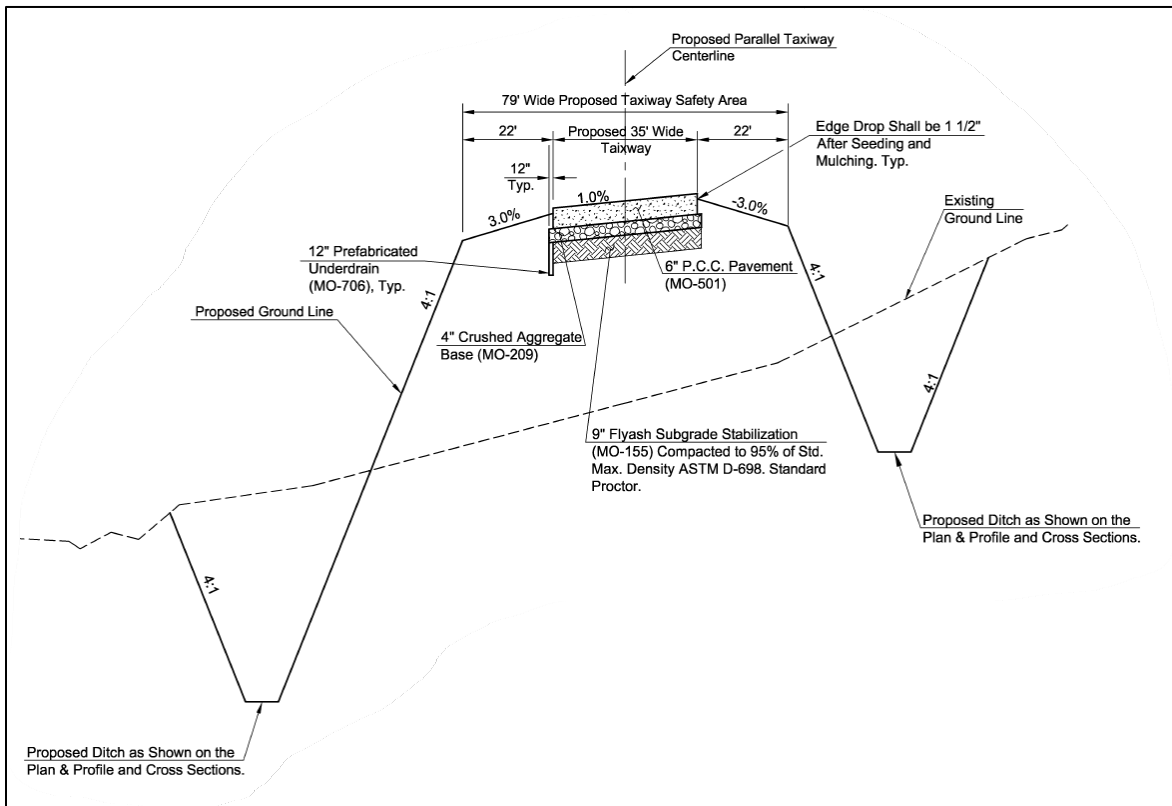 Proposed Parallel Taxiway
Centerline
79' Wide Proposed Taxiway Safety Area
22'
Proposed 35' Wide
Taixway
22'
Edge Drop Shall be 1 1/2"
After Seeding and
Mulching. Typ.
12"
Typ.
1.0%
3.0%
-3.0%
Existing
Ground Line
12" Prefabricated
Underdrain
(MO-706), Typ.
6" P.C.C. Pavement
(MO-501)
4:1
4:1
Proposed Ground Line
4" Crushed Aggregate
Base (MO-209)
4:1
9" Flyash Subgrade Stabilization
(MO-155) Compacted to 95% of Std.
Max. Density ASTM D-698. Standard
Proctor.
Proposed Ditch as Shown on the
Plan & Profile and Cross Sections.
4:1
Proposed Ditch as Shown on the
Plan & Profile and Cross Sections.